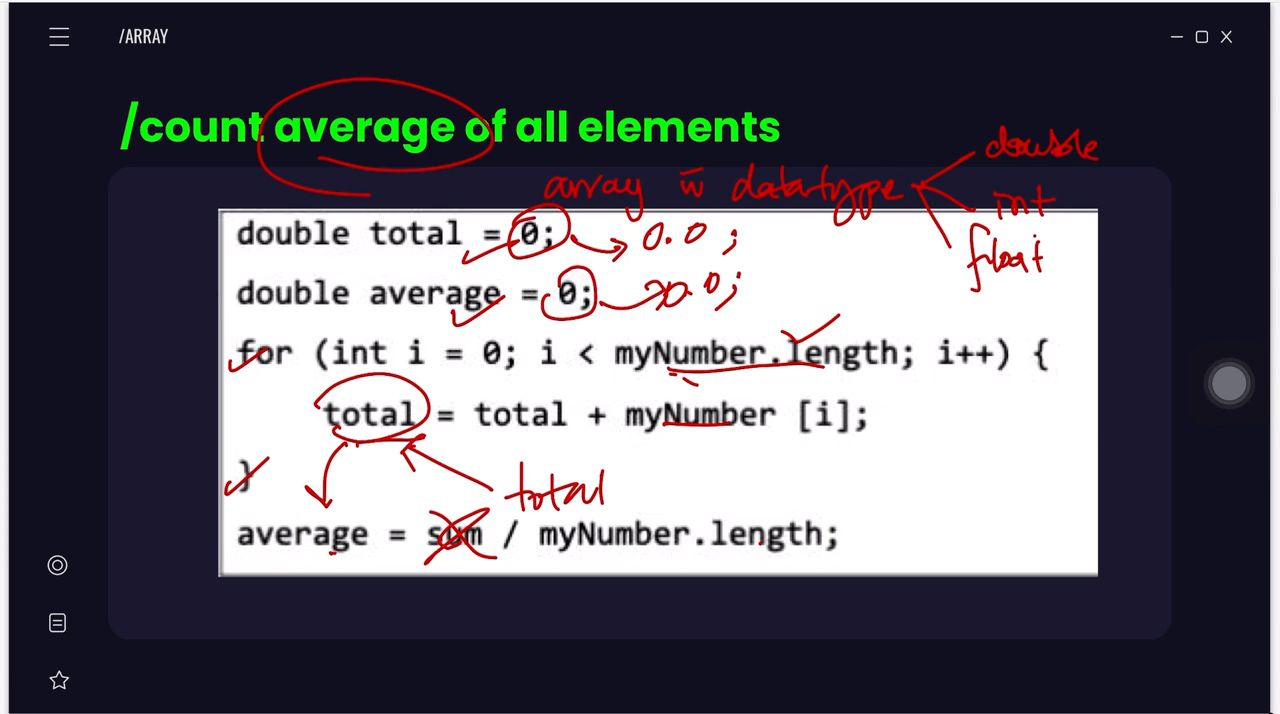 /ARRAY
/count average of all elements
double
array w datatype
int
float
double total = 0;
0.0 ;
double average = 0;
0.0;
for (int i = 0; i < myNumber.length; i++) {
total = total + myNumber [i];
}
total
average = sum / myNumber.length;